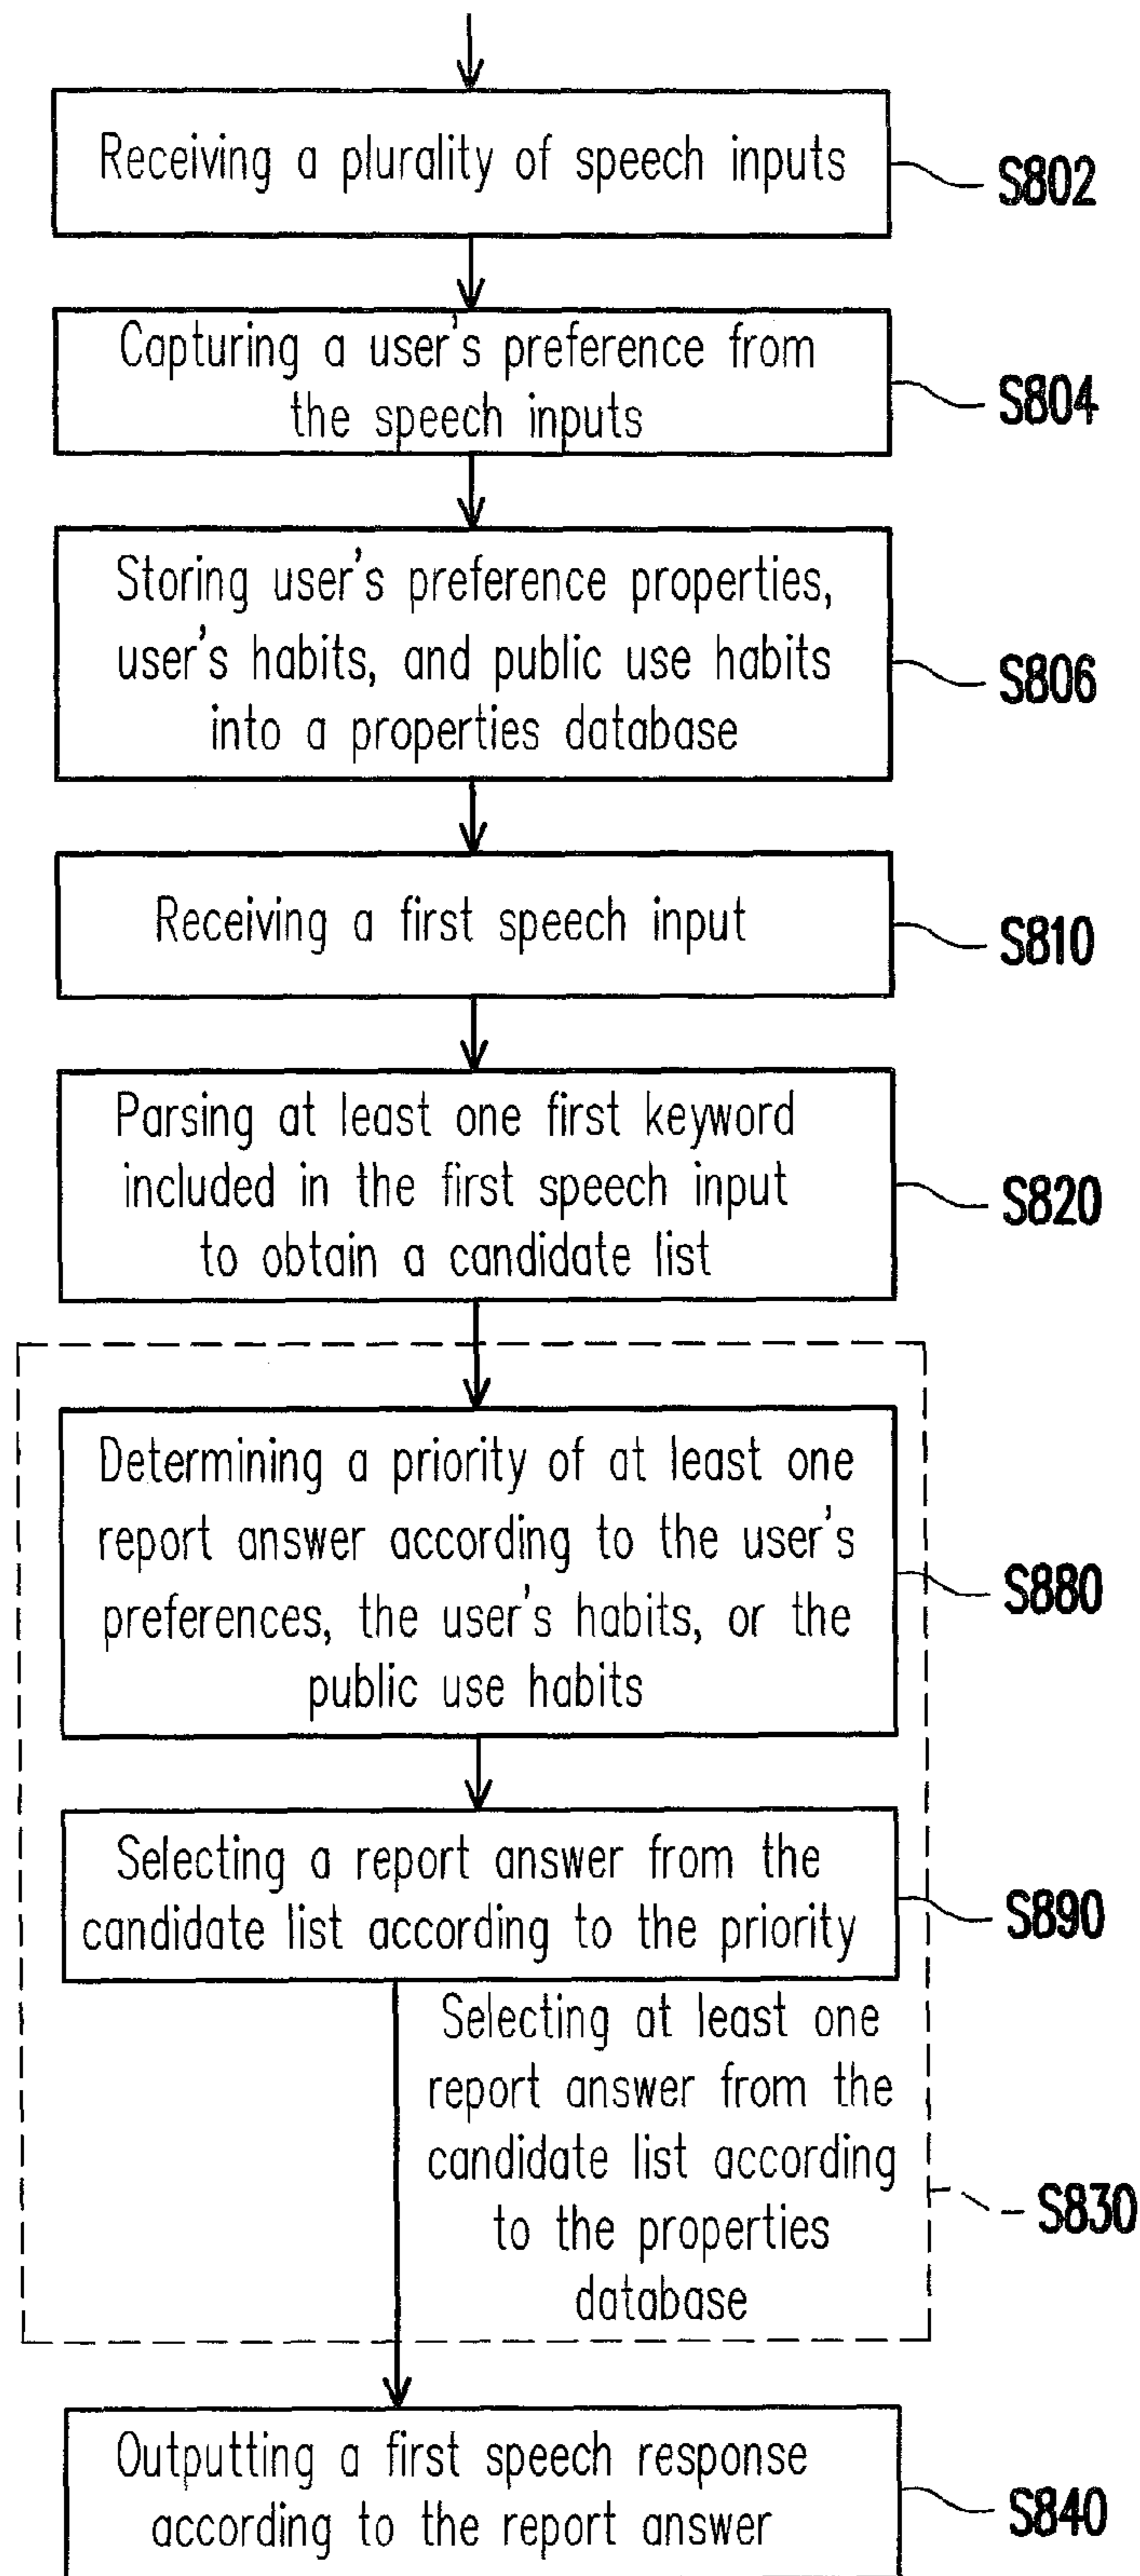 Receiving a plurality of speech inputs
S802
Capturing a user's preference from
the speech inputs
S804
Storing user's preference properties,
user's habits, and public use habits
into a properties database
S806
Receiving a first speech input
S810
Parsing at least one first keyword
included in the first speech input
to obtain a candidate list
S820
Determining a priority of at least one
report answer according to the user's
preferences, the user's habits, or the
public use habits
S880
Selecting a report answer from the
candidate list according to the priority
S890
Selecting at least one
report answer from the
candidate list according
to the properties
database
S830
Outputting a first speech response
according to the report answer
S840